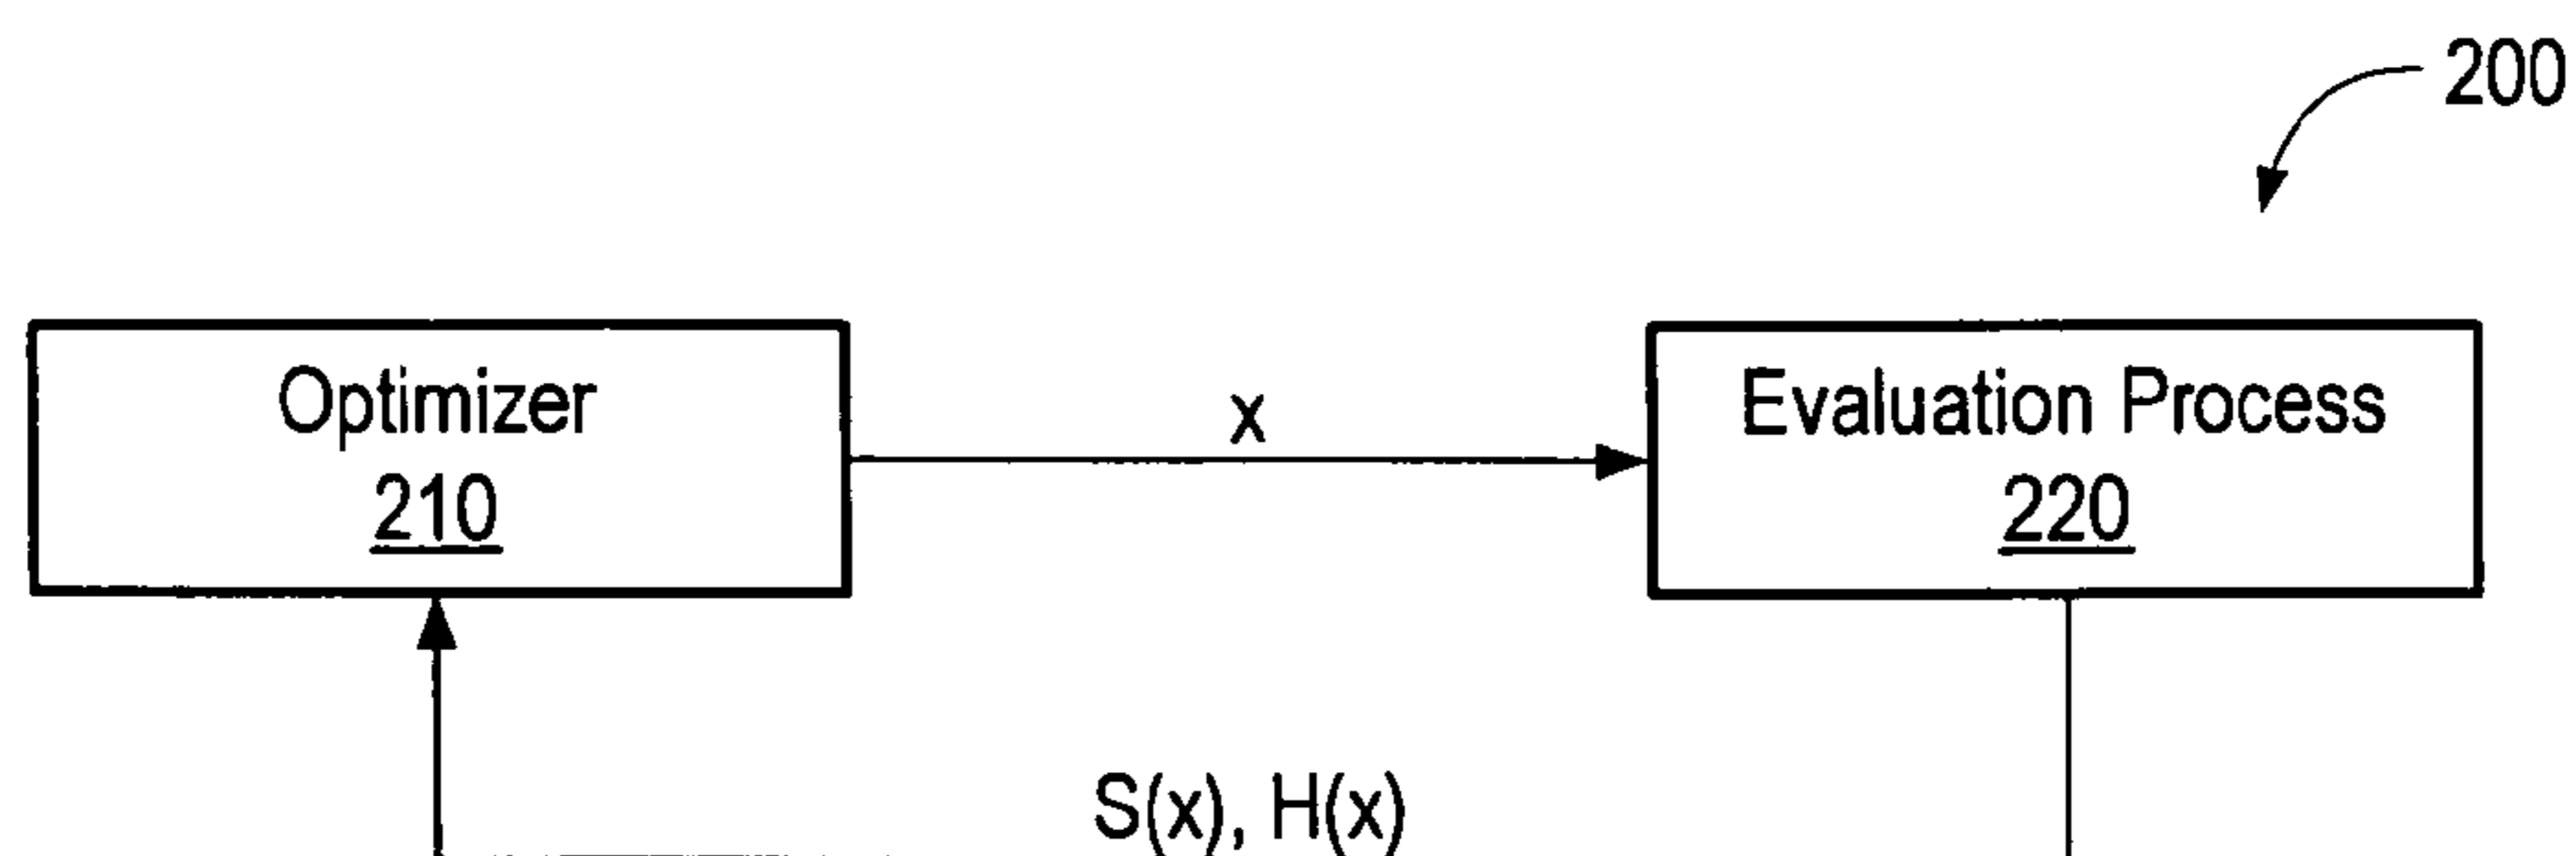 200
Optimizer
210
x
Evaluation Process
220
S(x), H(x)